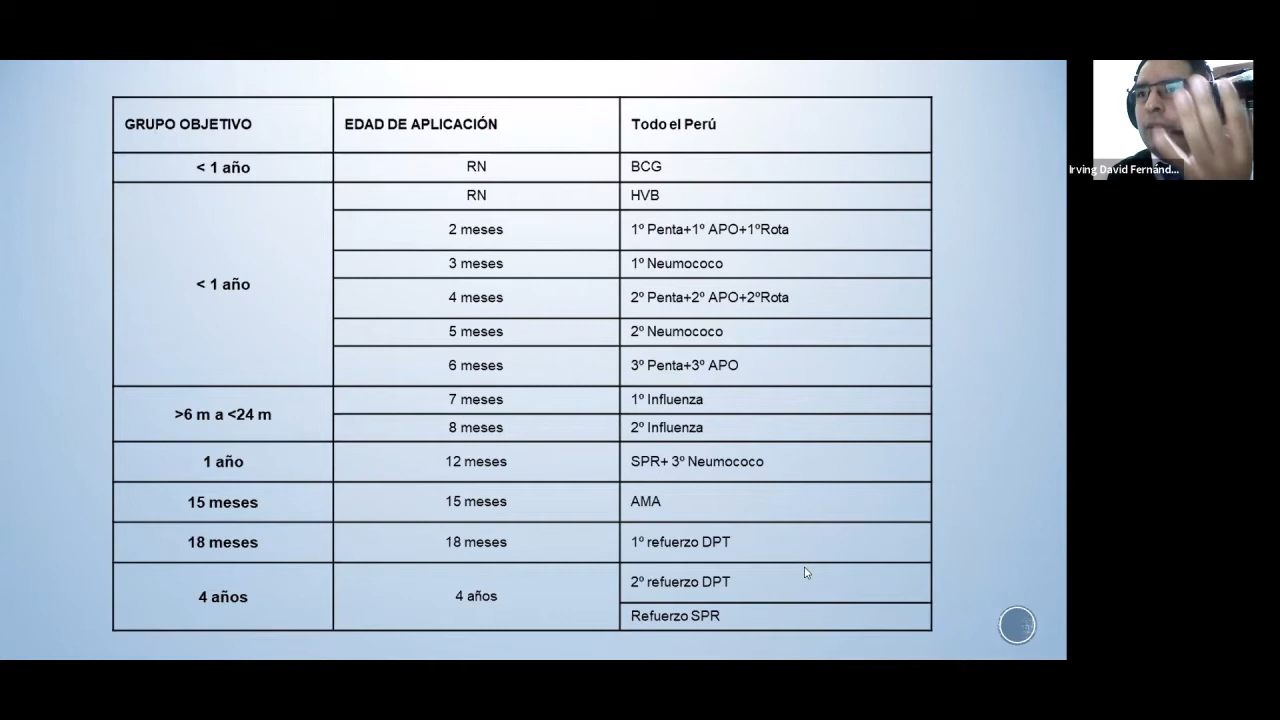 GRUPO OBJETIVO EDAD DE APLICACIÓN Todo el Perú
< 1 año RN BCG
RN HVB
2 meses 1º Penta+1º APO+1ºRota
3 meses 1º Neumococo
< 1 año
4 meses 2º Penta+2º APO+2ºRota
5 meses 2º Neumococo
6 meses 3º Penta+3º APO
7 meses 1º Influenza
>6 m a <24 m
8 meses 2º Influenza
1 año 12 meses SPR+ 3º Neumococo
15 meses 15 meses AMA
18 meses 18 meses 1º refuerzo DPT
2º refuerzo DPT
4 años 4 años
Refuerzo SPR
Irving David Fernánd...